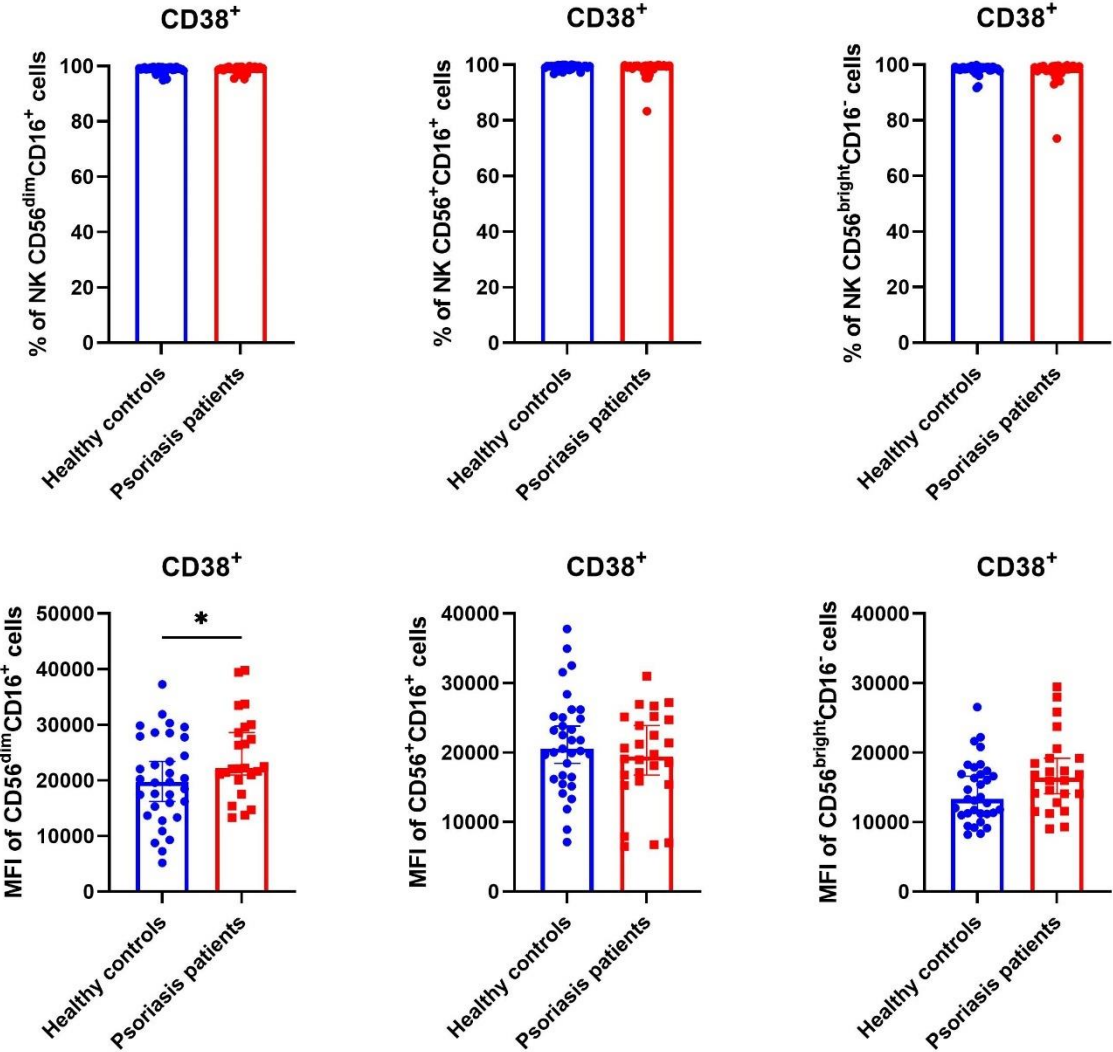 CD38⁺
CD38⁺
CD38⁺
% of NK CD56ᵈⁱᵐCD16⁺ cells
100
80
60
40
20
0
Healthy controls
Psoriasis patients
% of NK CD56⁺CD16⁺ cells
100
80
60
40
20
0
Healthy controls
Psoriasis patients
% of NK CD56ᵇʳⁱᵍʰᵗCD16⁻ cells
100
80
60
40
20
0
Healthy controls
Psoriasis patients
CD38⁺
CD38⁺
CD38⁺
MFI of CD56ᵈⁱᵐCD16⁺ cells
50000
40000
30000
20000
10000
0
*
Healthy controls
Psoriasis patients
MFI of CD56⁺CD16⁺ cells
40000
30000
20000
10000
0
Healthy controls
Psoriasis patients
MFI of CD56ᵇʳⁱᵍʰᵗCD16⁻ cells
40000
30000
20000
10000
0
Healthy controls
Psoriasis patients